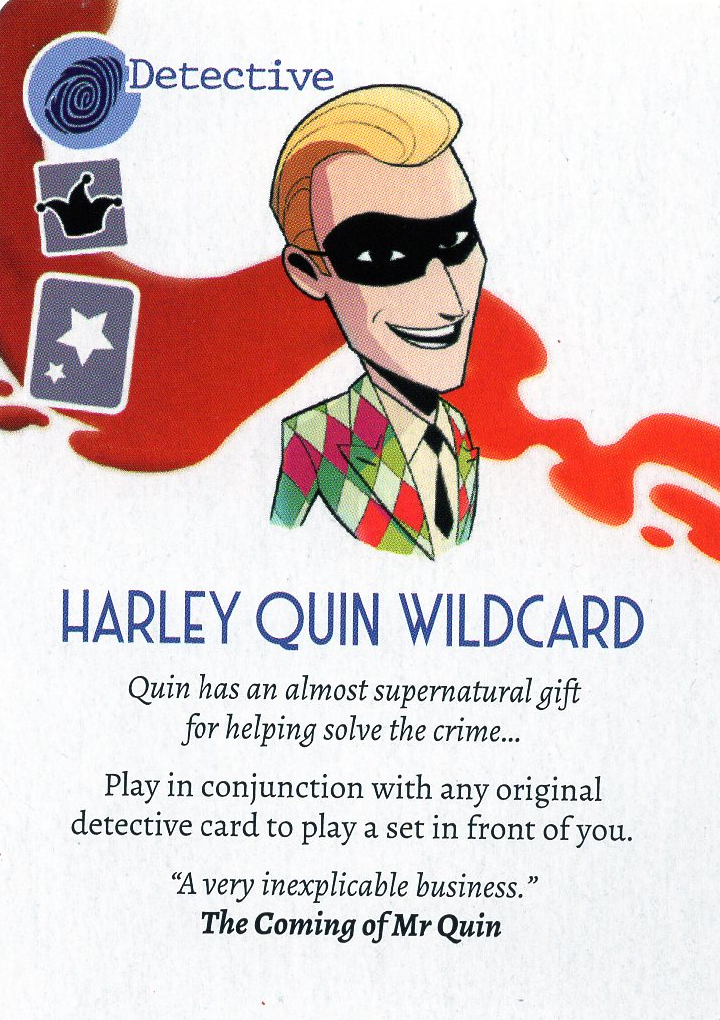 Detective
HARLEY QUIN WILDCARD
Quin has an almost supernatural gift
for helping solve the crime...
Play in conjunction with any original
detective card to play a set in front of you.
“A very inexplicable business.”
The Coming of Mr Quin